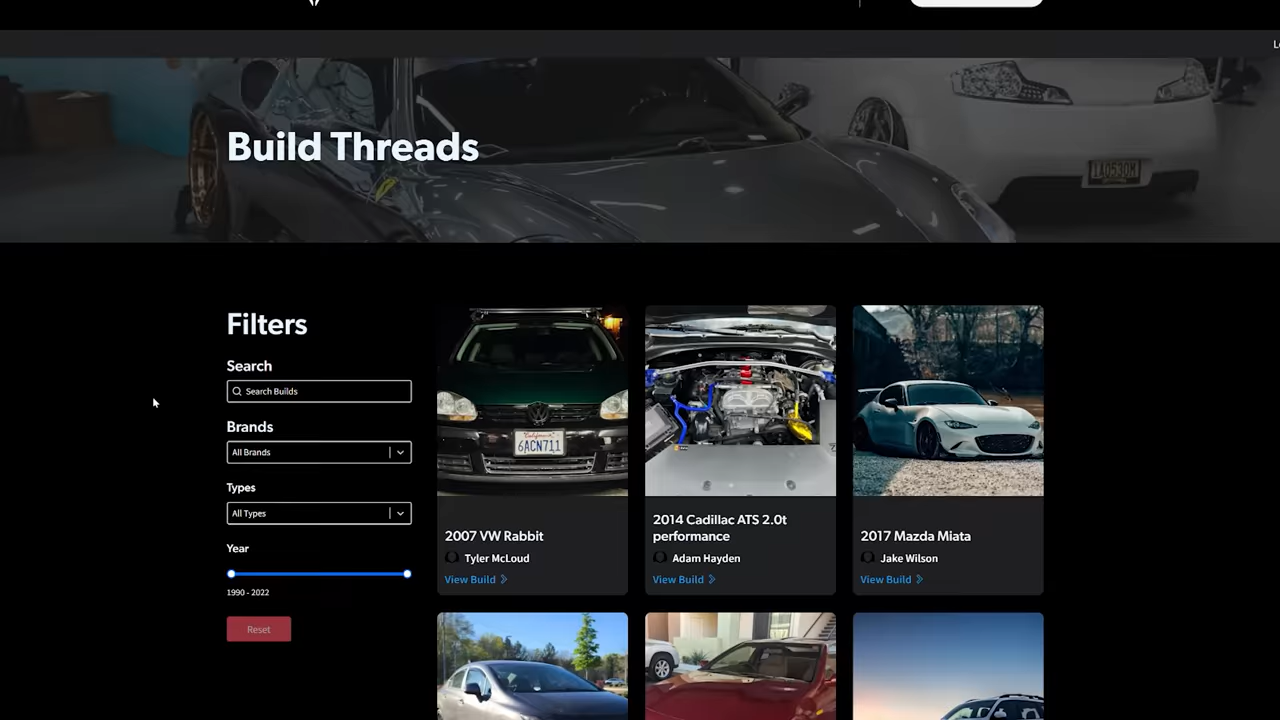 Build Threads
Filters
Search
Search Builds
Brands
All Brands
Types
All Types
Year
1990 - 2022
Reset
6ACN711
2007 VW Rabbit
Tyler McLoud
View Build
2014 Cadillac ATS 2.0t
performance
Adam Hayden
View Build
2017 Mazda Miata
Jake Wilson
View Build